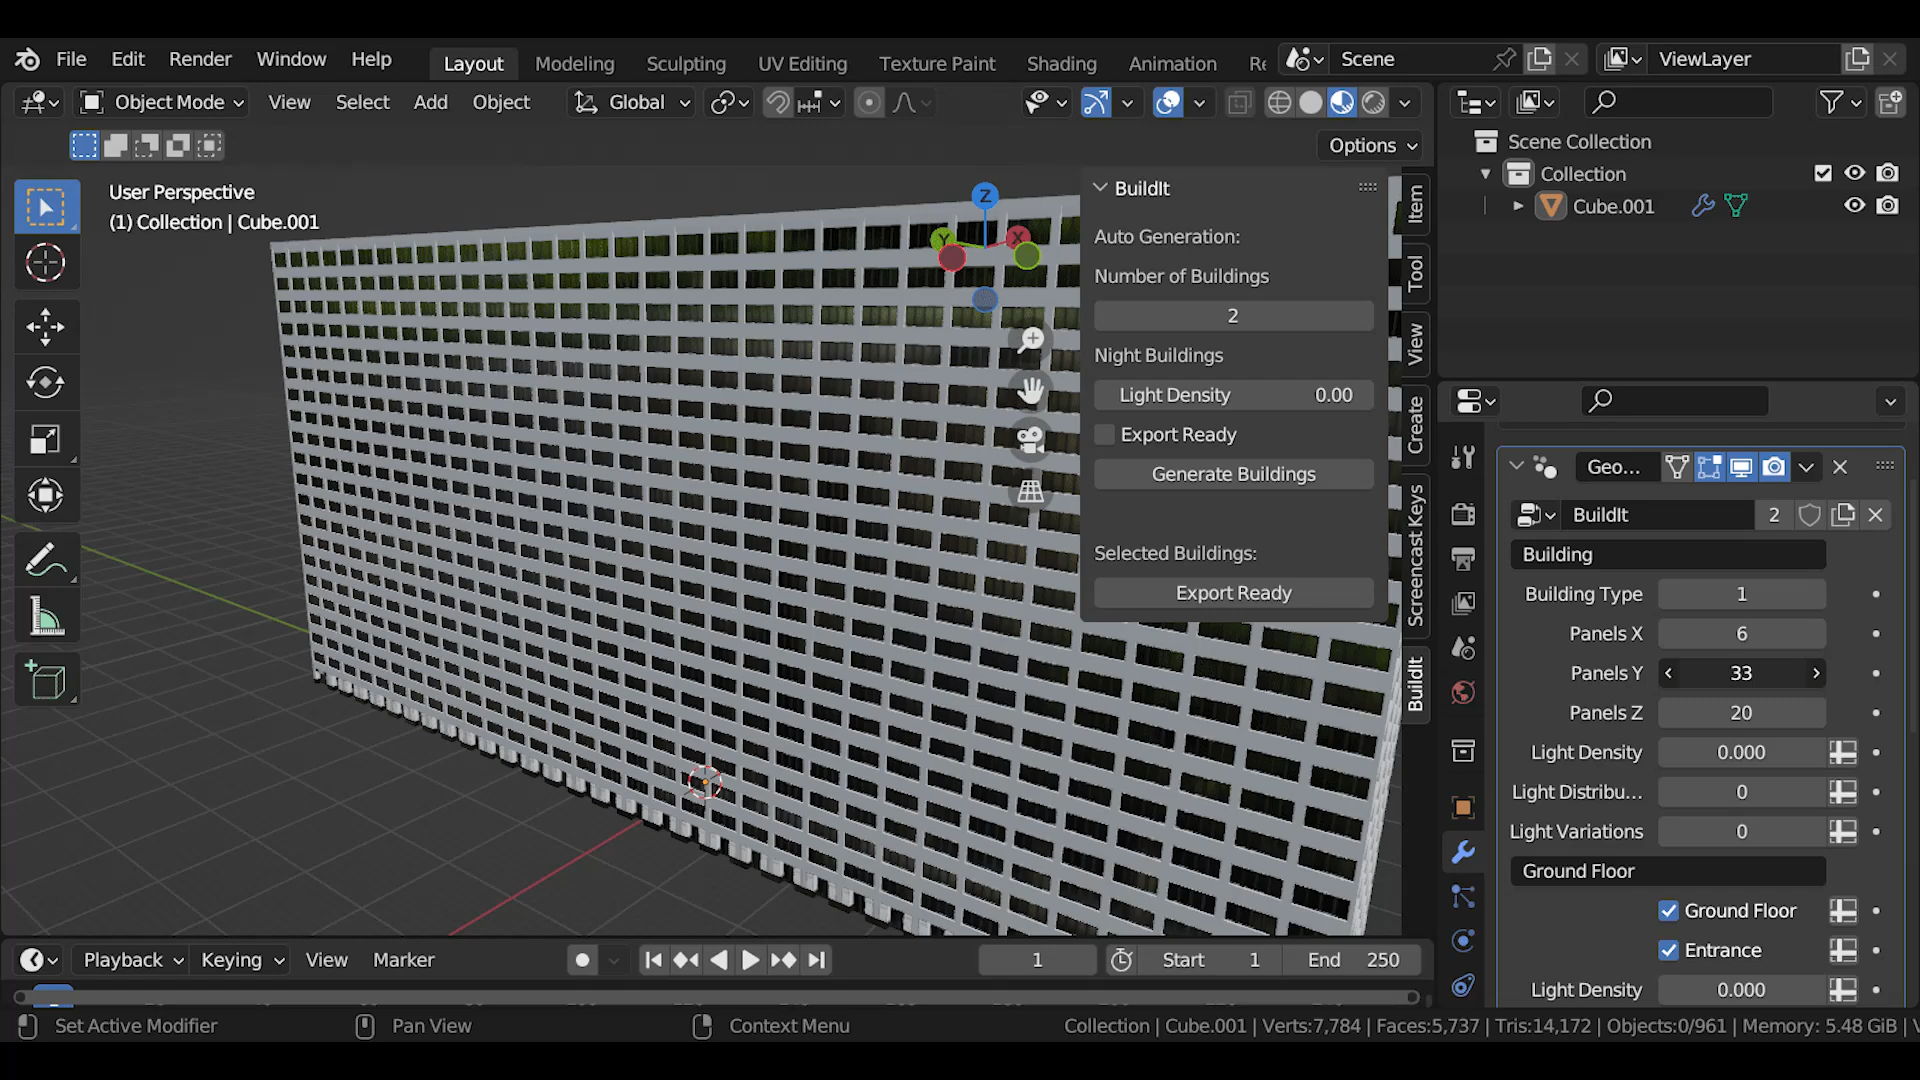 File Edit Render Window Help Layout Modeling Sculpting UV Editing Texture Paint Shading Animation Re Scene ViewLayer
Object Mode View Select Add Object Global
Options
User Perspective
(1) Collection | Cube.001
Z
Y
X
BuildIt
Auto Generation:
Number of Buildings
2
Night Buildings
Light Density 0.00
Export Ready
Generate Buildings
Selected Buildings:
Export Ready
Item
Tool
View
Create
Screencast Keys
BuildIt
Scene Collection
Collection
Cube.001
Geo...
BuildIt 2
Building
Building Type 1
Panels X 6
Panels Y 33
Panels Z 20
Light Density 0.000
Light Distribu... 0
Light Variations 0
Ground Floor
Ground Floor
Entrance
Light Density 0.000
Playback Keying View Marker 1 Start 1 End 250
Set Active Modifier Pan View Context Menu Collection | Cube.001 | Verts:7,784 | Faces:5,737 | Tris:14,172 | Objects:0/961 | Memory: 5.48 GiB |